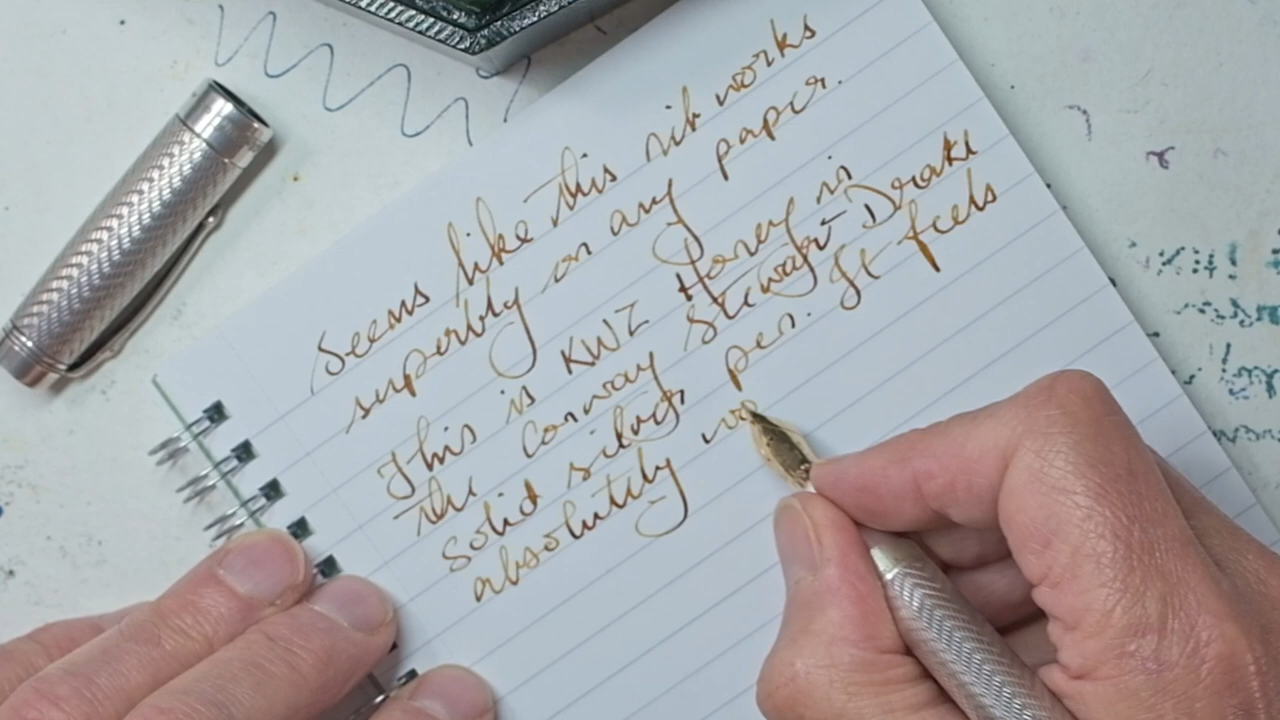 Seems like this nib works
superbly on any paper.
This is KWZ Honey in
the Conway Stewart Drake
solid silver pen. It feels
absolutely wo